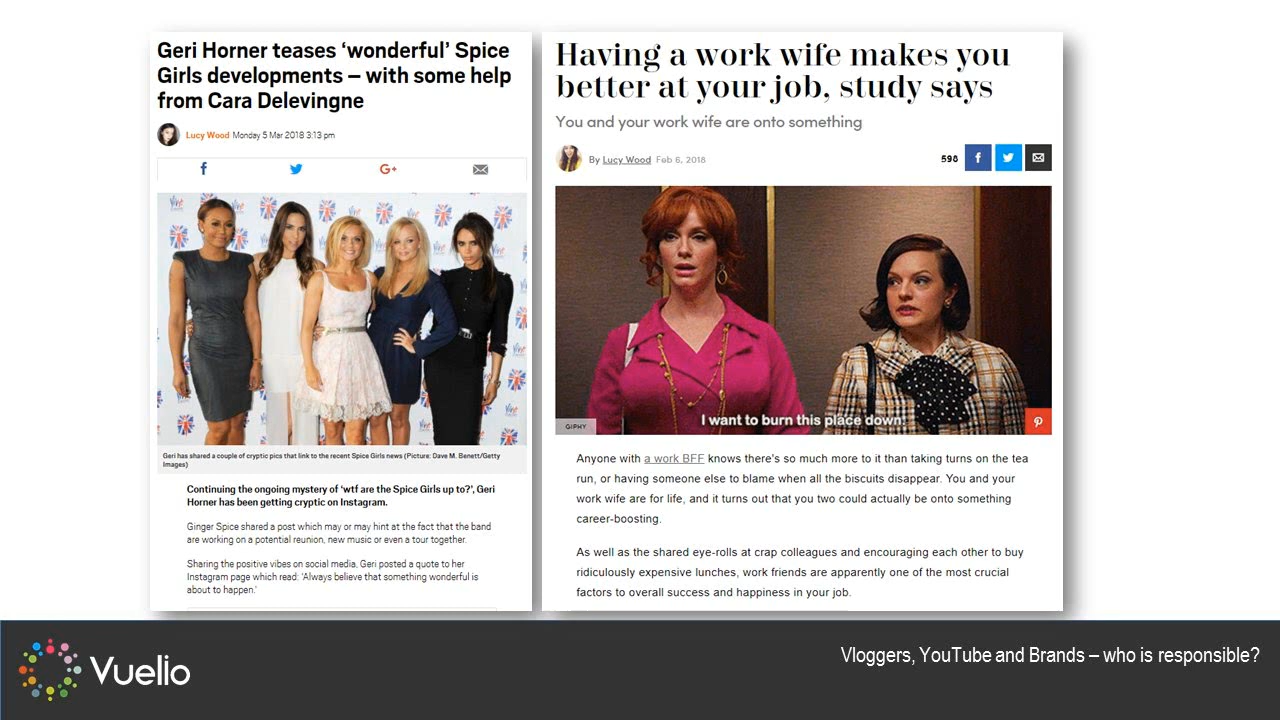 Geri Horner teases ‘wonderful’ Spice
Girls developments – with some help
from Cara Delevingne
Lucy Wood Monday 5 Mar 2018 3:13 pm
Geri has shared a couple of cryptic pics that link to the recent Spice Girls news (Picture: Dave M. Benett/Getty
Images)
Continuing the ongoing mystery of ‘wtf are the Spice Girls up to?’, Geri
Horner has been getting cryptic on Instagram.
Ginger Spice shared a post which may or may hint at the fact that the band
are working on a potential reunion, new music or even a tour together.
Sharing the positive vibes on social media, Geri posted a quote to her
Instagram page which read: ‘Always believe that something wonderful is
about to happen.’
Having a work wife makes you
better at your job, study says
You and your work wife are onto something
By Lucy Wood Feb 6, 2018
598
I want to burn this place down.
GIPHY
Anyone with a work BFF knows there's so much more to it than taking turns on the tea
run, or having someone else to blame when all the biscuits disappear. You and your
work wife are for life, and it turns out that you two could actually be onto something
career-boosting.
As well as the shared eye-rolls at crap colleagues and encouraging each other to buy
ridiculously expensive lunches, work friends are apparently one of the most crucial
factors to overall success and happiness in your job.
Vuelio
Vloggers, YouTube and Brands – who is responsible?